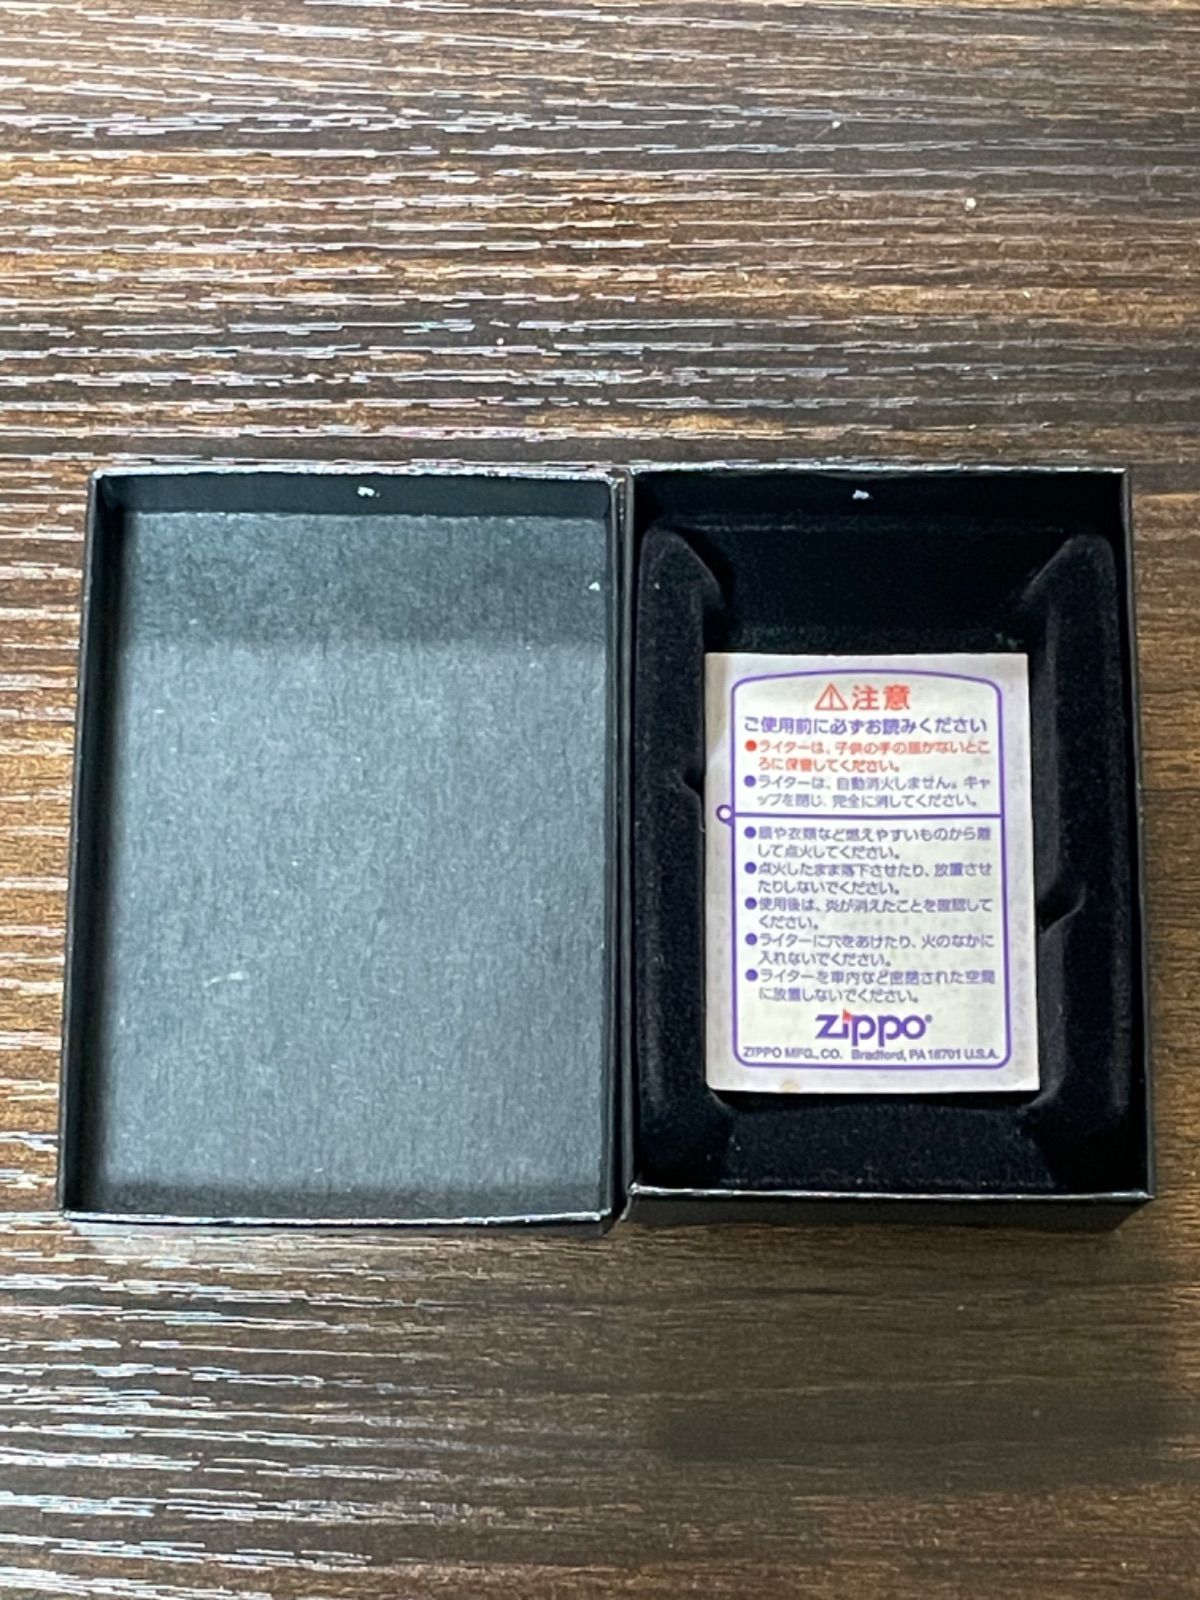 ⚠注意
ご使用前に必ずお読みください
●ライターは、子供の手の届かないとこ
ろに保管してください。
●ライターは、自動消火しません。キャ
ップを閉じ、完全に消してください。
●顔や衣類など燃えやすいものから離
して点火してください。
●点火したまま落下させたり、放置させ
たりしないでください。
●使用後は、炎が消えたことを確認して
ください。
●ライターに穴をあけたり、火のなかに
入れないでください。
●ライターを車内など密閉された空間
に放置しないでください。
zippo®
ZIPPO MFG., CO. Bradford, PA 16701 U.S.A.